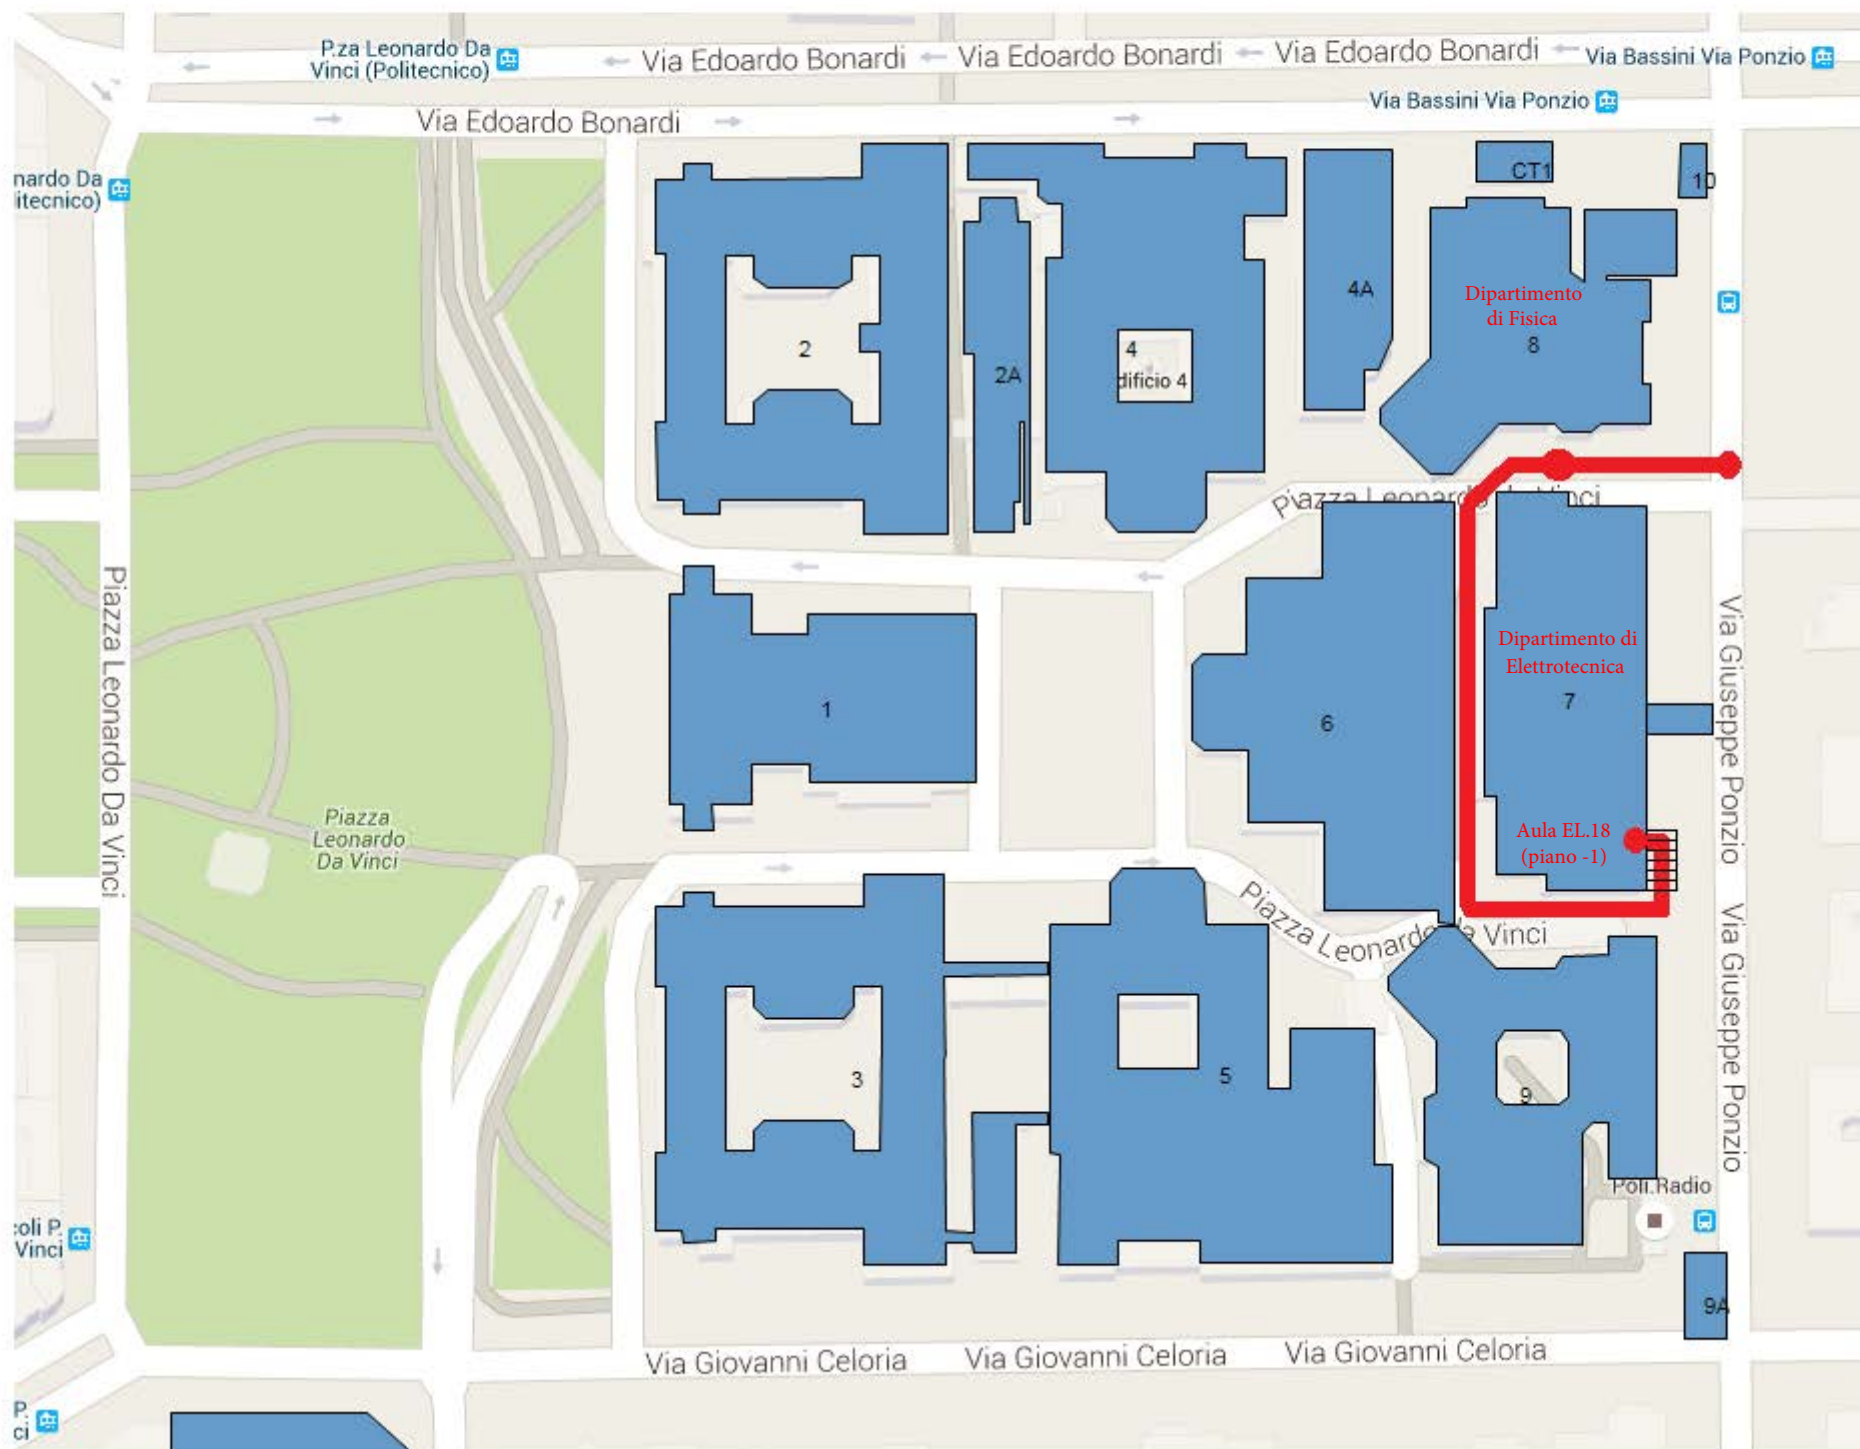 P.za Leonardo Da
Vinci (Politecnico)
Via Edoardo Bonardi
Via Edoardo Bonardi
Via Edoardo Bonardi
Via Bassini Via Ponzio
Via Bassini Via Ponzio
Via Edoardo Bonardi
nardo Da
itecnico)
CT1
10
4A
Dipartimento
di Fisica
8
2
2A
4
dificio 4
Piazza Leonardo da Vinci
Piazza Leonardo Da Vinci
Via Giuseppe Ponzio
Dipartimento di
Elettrotecnica
7
1
6
Piazza
Leonardo
Da Vinci
Aula EL.18
(piano -1)
Piazza Leonardo da Vinci
Via Giuseppe Ponzio
3
5
9
Poli.Radio
coli P.
Vinci
9A
Via Giovanni Celoria
Via Giovanni Celoria
Via Giovanni Celoria
P.
ci